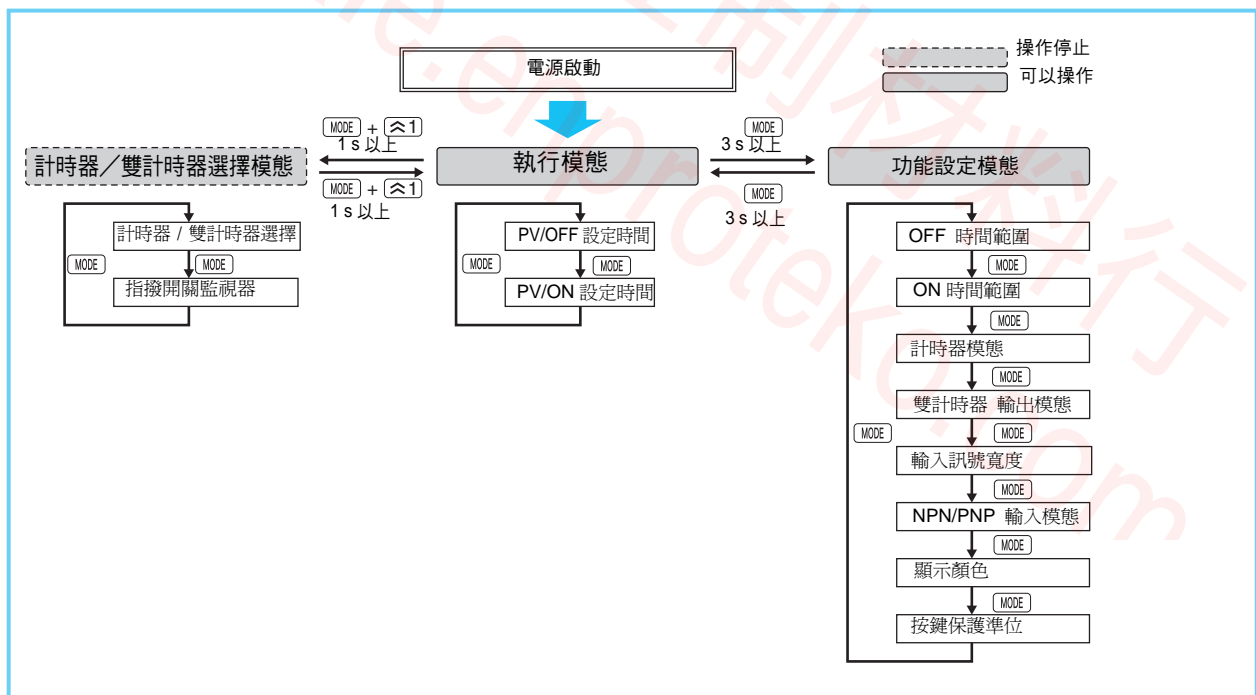 電源啟動
操作停止
可以操作
MODE + ︽1
1 s 以上
MODE
3 s 以上
計時器／雙計時器選擇模態
執行模態
功能設定模態
MODE + ︽1
1 s 以上
MODE
3 s 以上
計時器 / 雙計時器選擇
MODE
MODE
指撥開關監視器
PV/OFF 設定時間
MODE
MODE
PV/ON 設定時間
OFF 時間範圍
MODE
ON 時間範圍
MODE
計時器模態
MODE
雙計時器 輸出模態
MODE
MODE
輸入訊號寬度
MODE
NPN/PNP 輸入模態
MODE
顯示顏色
MODE
按鍵保護準位
制材料行
e.enproteko.com